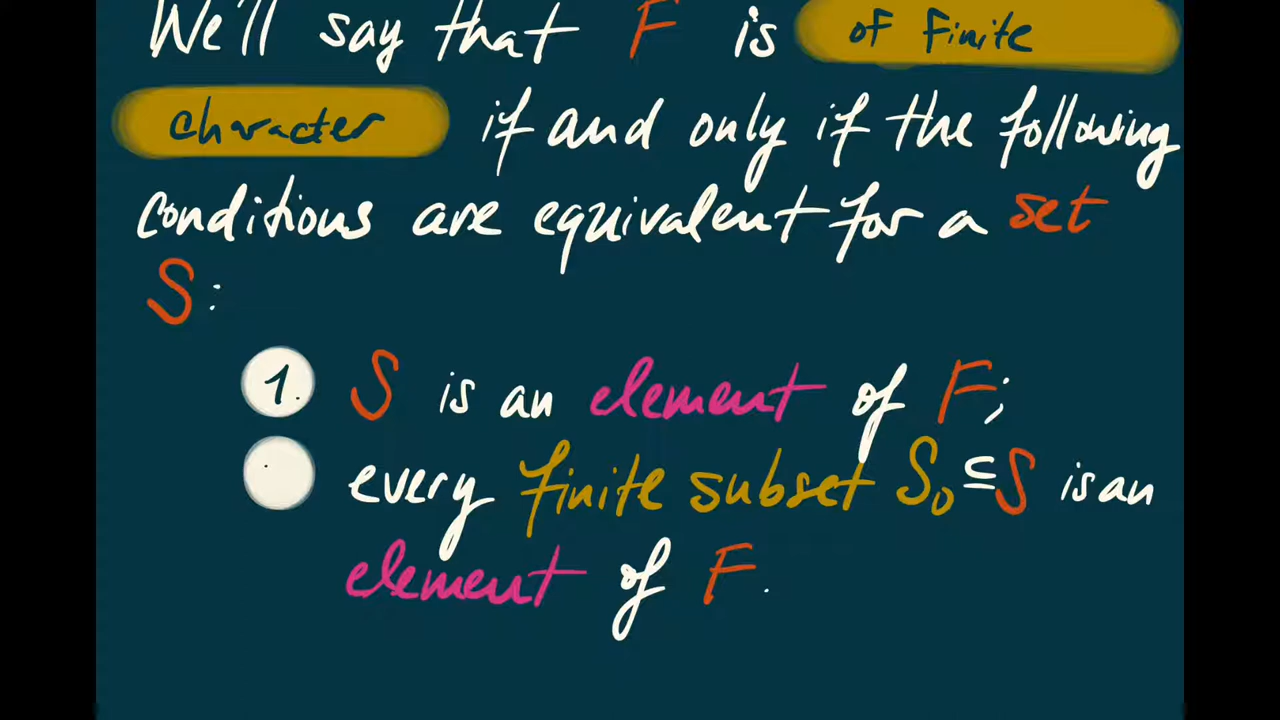 We'll say that F is of finite
character if and only if the following
conditions are equivalent for a set
S:
1. S is an element of F;
every finite subset S₀ ⊆ S is an
element of F.